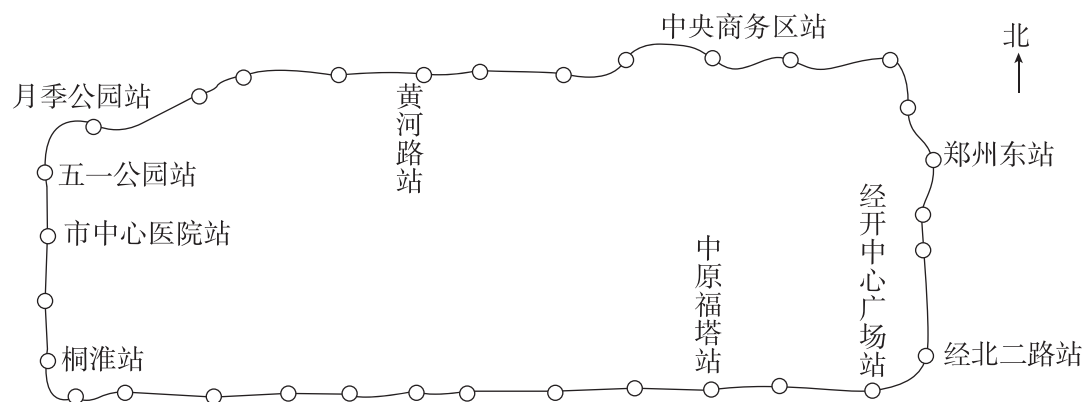 中央商务区站
北
月季公园站
黄河路站
郑州东站
五一公园站
经开中心广场站
市中心医院站
中原福塔站
桐淮站
经北二路站